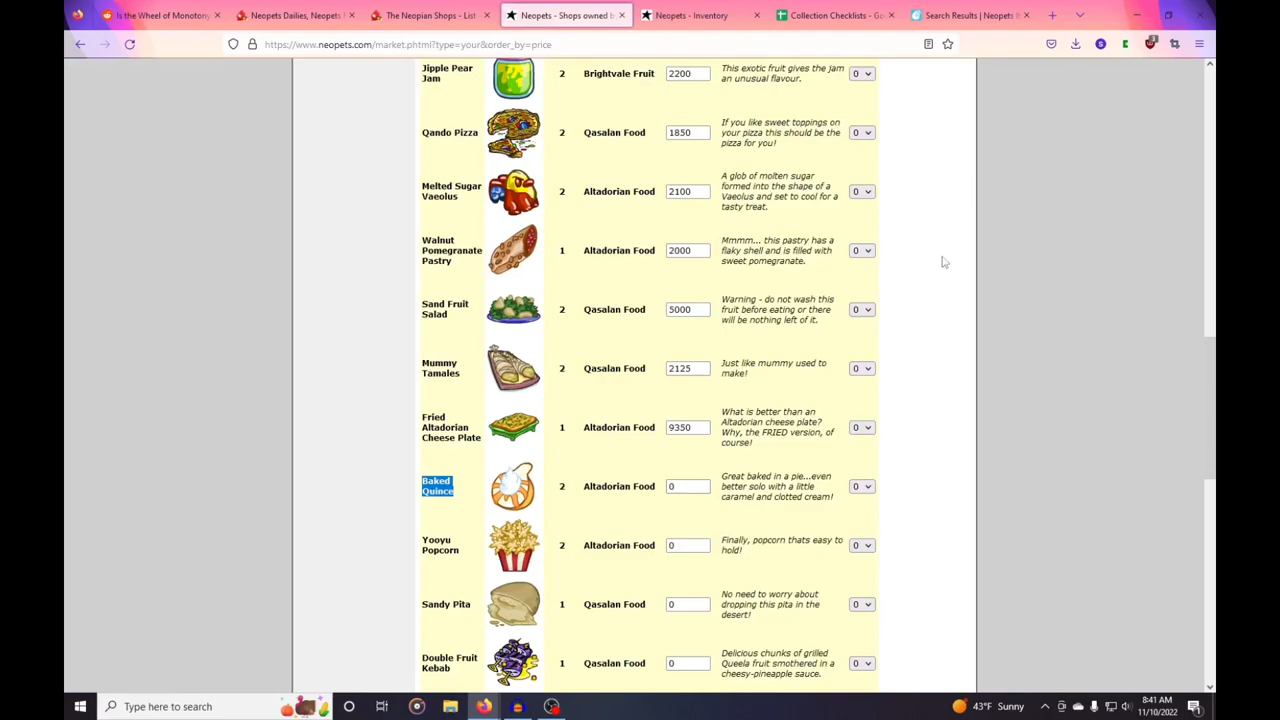 Is the Wheel of Monotony
Neopets Dailies, Neopets
The Neopian Shops - List
Neopets - Shops owned b
Neopets - Inventory
Collection Checklists - Go
Search Results | Neopets It
https://www.neopets.com/market.phtml?type=your&order_by=price
Jipple Pear
Jam
2
Brightvale Fruit
2200
This exotic fruit gives the jam
an unusual flavour.
0
Qando Pizza
2
Qasalan Food
1850
If you like sweet toppings on
your pizza this should be the
pizza for you!
0
Melted Sugar
Vaeolus
2
Altadorian Food
2100
A glob of molten sugar
formed into the shape of a
Vaeolus and set to cool for a
tasty treat.
0
Walnut
Pomegranate
Pastry
1
Altadorian Food
2000
Mmmm... this pastry has a
flaky shell and is filled with
sweet pomegranate.
0
Sand Fruit
Salad
2
Qasalan Food
5000
Warning - do not wash this
fruit before eating or there
will be nothing left of it.
0
Mummy
Tamales
2
Qasalan Food
2125
Just like mummy used to
make!
0
Fried
Altadorian
Cheese Plate
1
Altadorian Food
9350
What is better than an
Altadorian cheese plate?
Why, the FRIED version, of
course!
0
Baked
Quince
2
Altadorian Food
0
Great baked in a pie...even
better solo with a little
caramel and clotted cream!
0
Yooyu
Popcorn
2
Altadorian Food
0
Finally, popcorn thats easy to
hold!
0
Sandy Pita
1
Qasalan Food
0
No need to worry about
dropping this pita in the
desert!
0
Double Fruit
Kebab
1
Qasalan Food
0
Delicious chunks of grilled
Queela fruit smothered in a
cheesy-pineapple sauce.
0
Type here to search
43°F Sunny
8:41 AM
11/10/2022